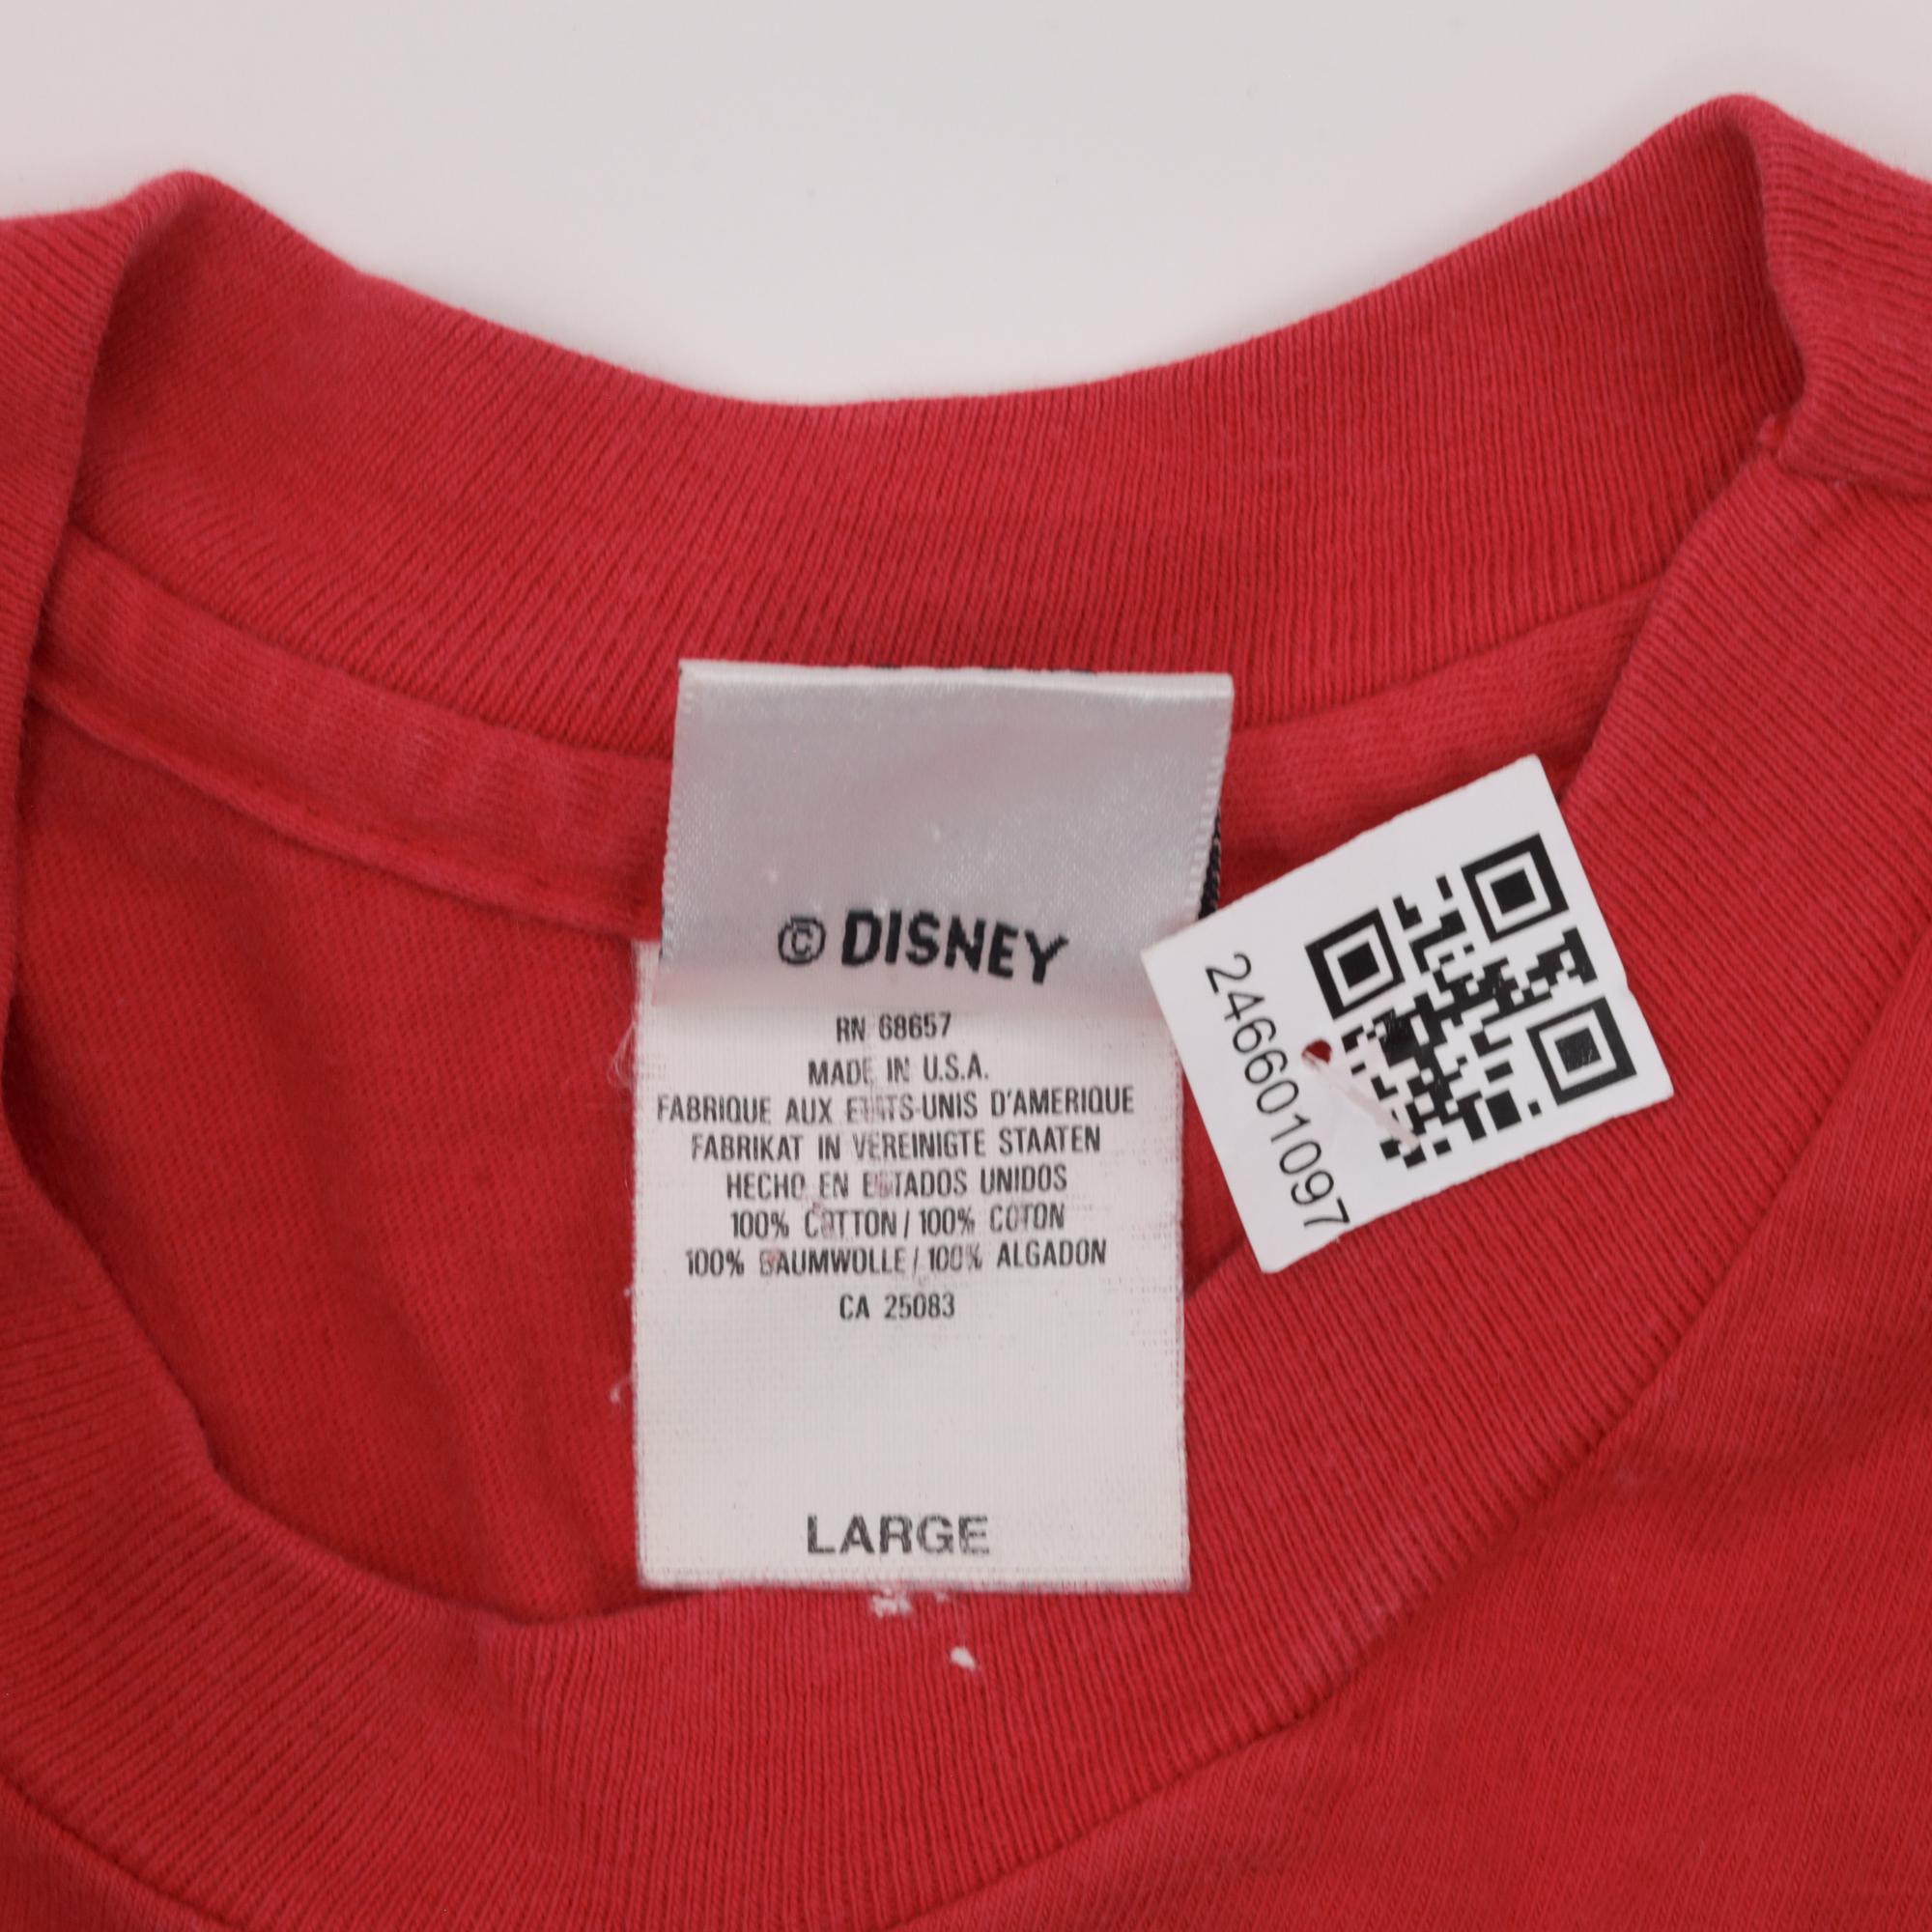 © DISNEY
RN 68657
MADE IN U.S.A.
FABRIQUE AUX ETATS-UNIS D'AMERIQUE
FABRIKAT IN VEREINIGTE STAATEN
HECHO EN ESTADOS UNIDOS
100% COTTON / 100% COTON
100% BAUMWOLLE / 100% ALGADON
CA 25083
LARGE
2466601097